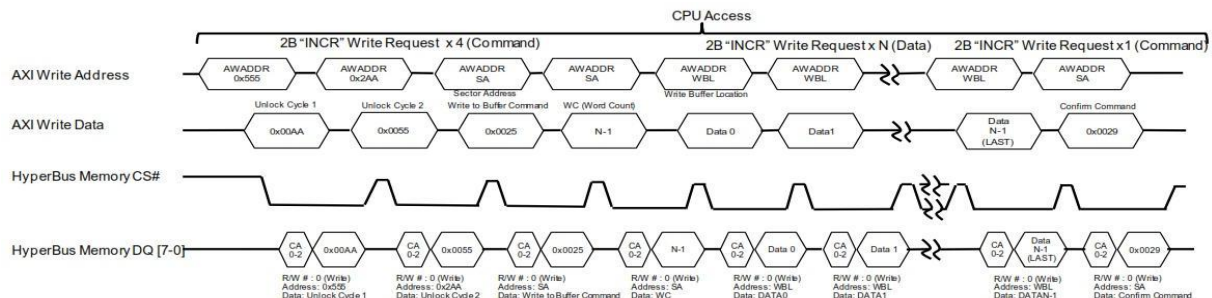 CPU Access
2B "INCR" Write Request x 4 (Command)
2B "INCR" Write Request x N (Data)
2B "INCR" Write Request x1 (Command)
AXI Write Address
AWADDR
0x555
AWADDR
0x2AA
AWADDR
SA
AWADDR
SA
AWADDR
WBL
AWADDR
WBL
AWADDR
WBL
AWADDR
SA
Sector Address
Write Buffer Location
Unlock Cycle 1
Unlock Cycle 2
Write to Buffer Command
WC (Word Count)
Confirm Command
AXI Write Data
0x00AA
0x0055
0x0025
N-1
Data 0
Data1
Data
N-1
(LAST)
0x0029
HyperBus Memory CS#
HyperBus Memory DQ [7-0]
CA
0-2
0x00AA
CA
0-2
0x0055
CA
0-2
0x0025
CA
0-2
N-1
CA
0-2
Data 0
CA
0-2
Data 1
CA
0-2
Data
N-1
(LAST)
CA
0-2
0x0029
R/W # : 0 (Write)
Address: 0x555
Data: Unlock Cycle 1
R/W # : 0 (Write)
Address: 0x2AA
Data: Unlock Cycle 2
R/W # : 0 (Write)
Address: SA
Data: Write to Buffer Command
R/W # : 0 (Write)
Address: SA
Data: WC
R/W # : 0 (Write)
Address: WBL
Data: DATA0
R/W # : 0 (Write)
Address: WBL
Data: DATA1
R/W # : 0 (Write)
Address: WBL
Data: DATAN-1
R/W # : 0 (Write)
Address: SA
Data: Confirm Command